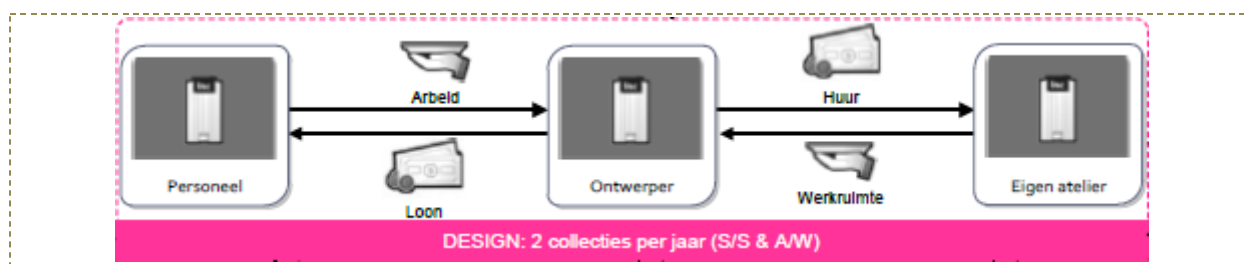 Arbeid
Huur
Personeel
Ontwerper
Eigen atelier
Loon
Werkruimte
DESIGN: 2 collecties per jaar (S/S & A/W)